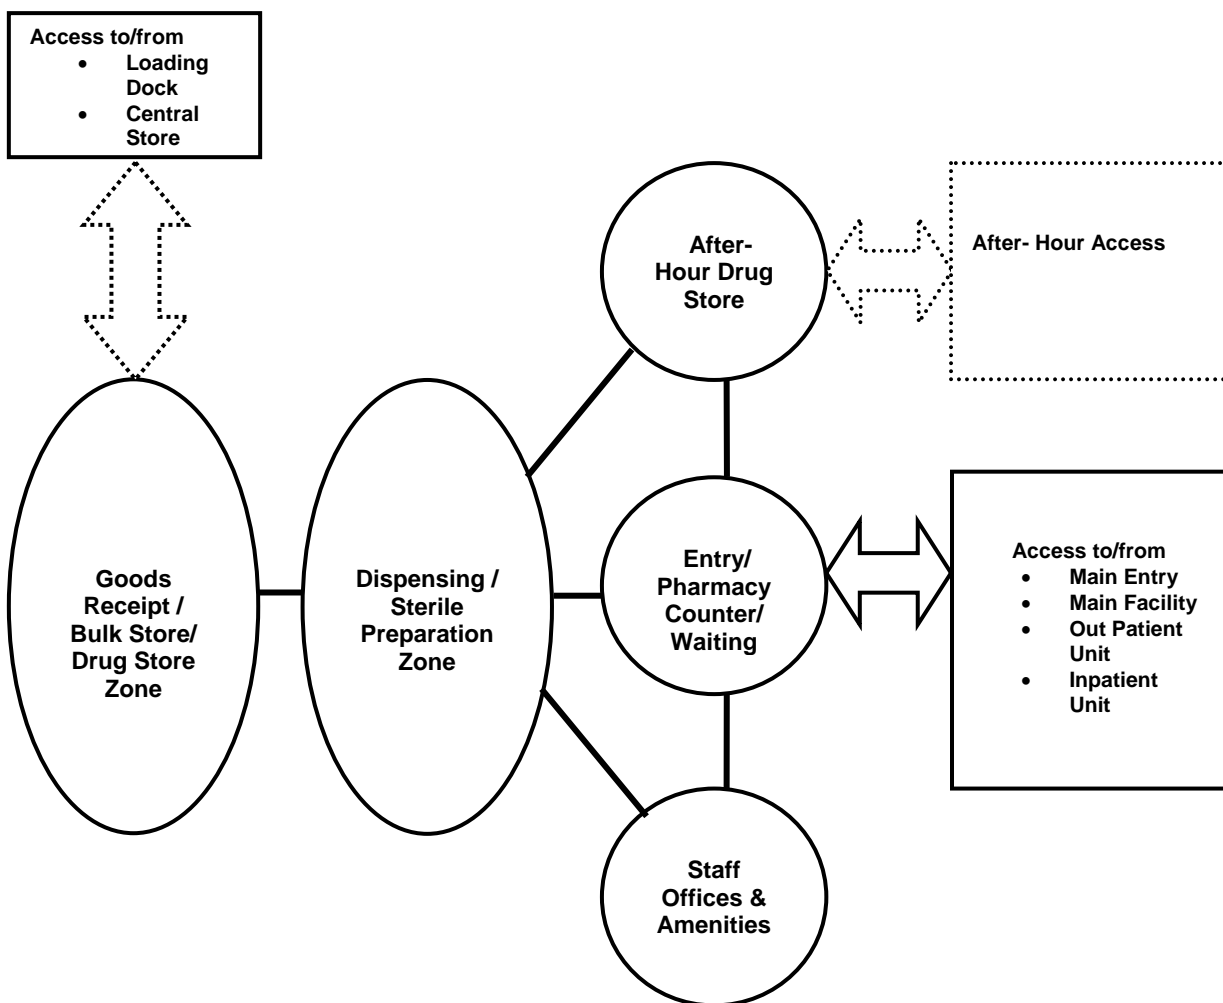 Access to/from
• Loading
Dock
• Central
Store
After-
Hour Drug
Store
After- Hour Access
Goods
Receipt /
Bulk Store/
Drug Store
Zone
Dispensing /
Sterile
Preparation
Zone
Entry/
Pharmacy
Counter/
Waiting
Access to/from
• Main Entry
• Main Facility
• Out Patient
Unit
• Inpatient
Unit
Staff
Offices &
Amenities